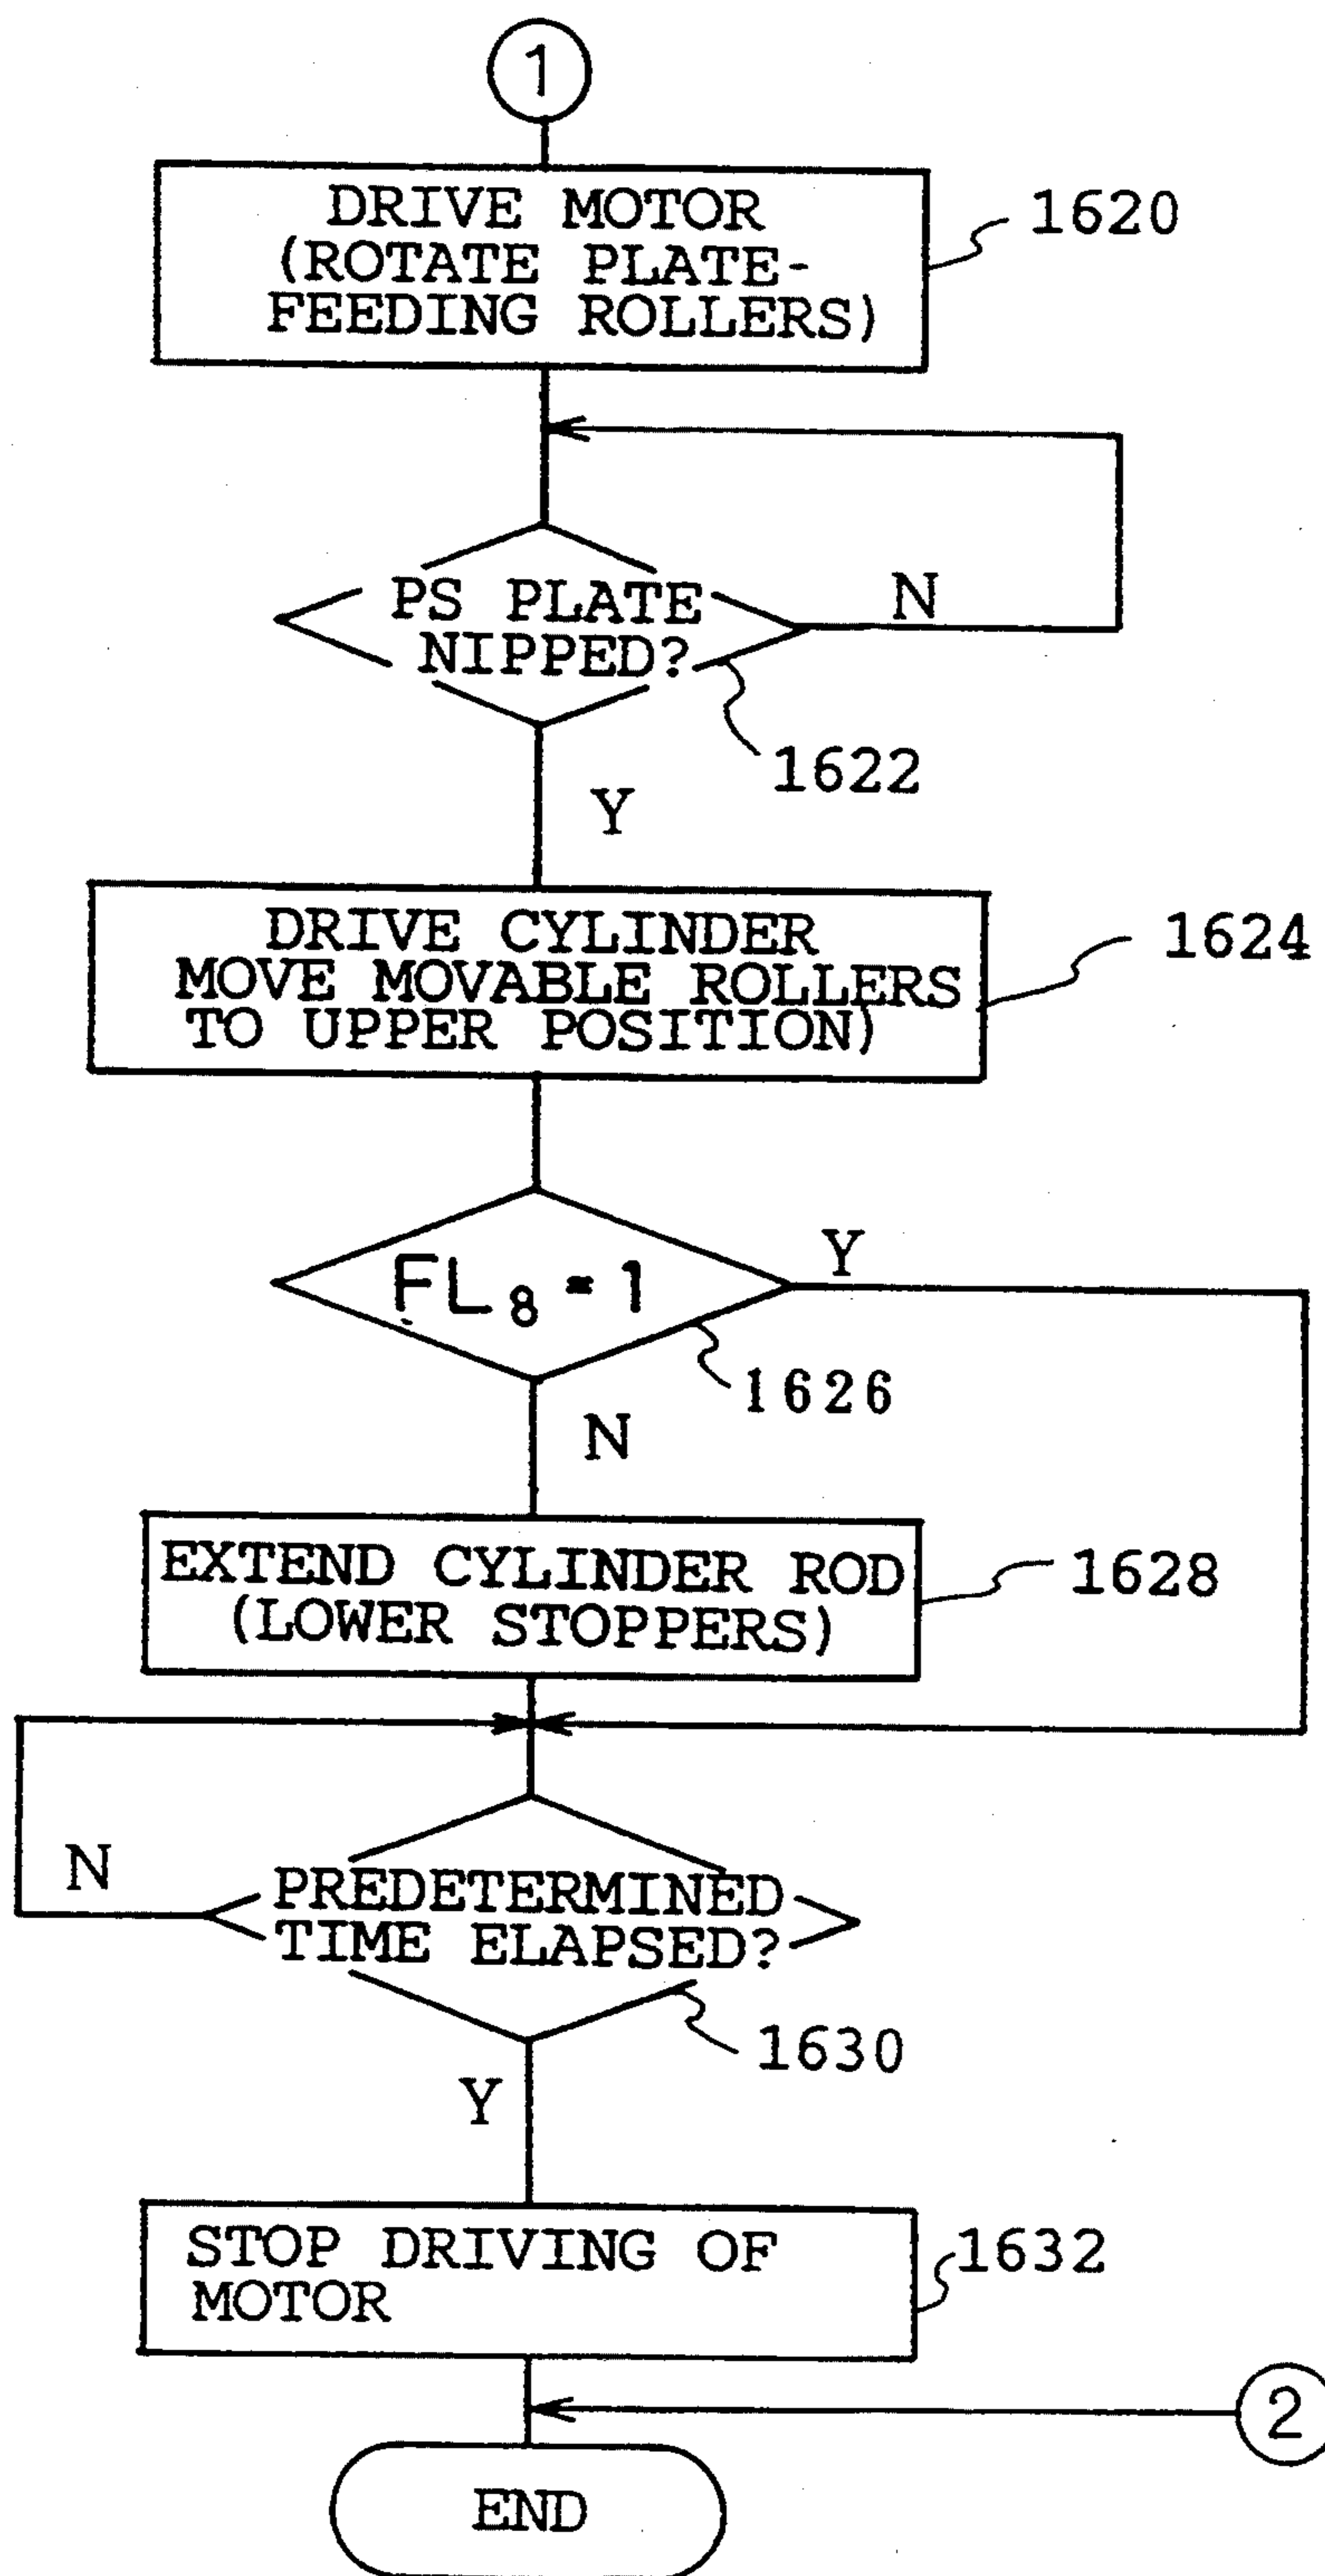 1
DRIVE MOTOR
(ROTATE PLATE-
FEEDING ROLLERS)
1620
PS PLATE
NIPPED?
N
1622
Y
DRIVE CYLINDER
MOVE MOVABLE ROLLERS
TO UPPER POSITION)
1624
FL₈ = 1
Y
1626
N
EXTEND CYLINDER ROD
(LOWER STOPPERS)
1628
N
PREDETERMINED
TIME ELAPSED?
1630
Y
STOP DRIVING OF
MOTOR
1632
2
END